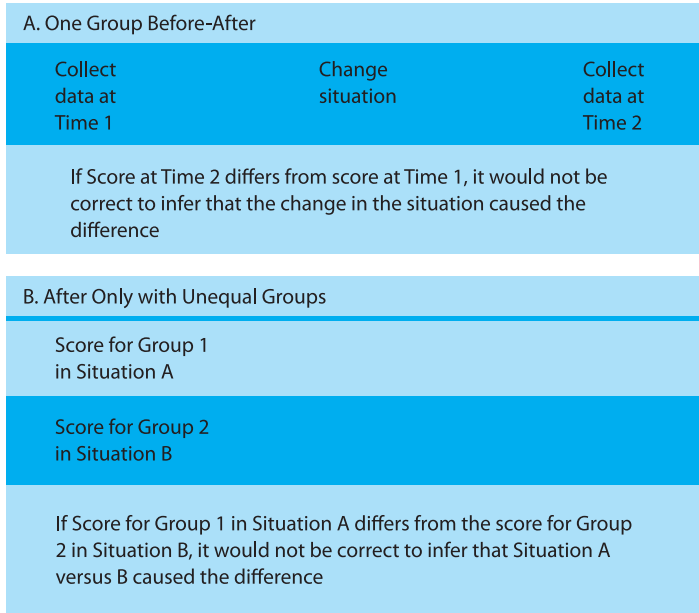 A. One Group Before-After
Collect
data at
Time 1
Change
situation
Collect
data at
Time 2
If Score at Time 2 differs from score at Time 1, it would not be
correct to infer that the change in the situation caused the
difference
B. After Only with Unequal Groups
Score for Group 1
in Situation A
Score for Group 2
in Situation B
If Score for Group 1 in Situation A differs from the score for Group
2 in Situation B, it would not be correct to infer that Situation A
versus B caused the difference